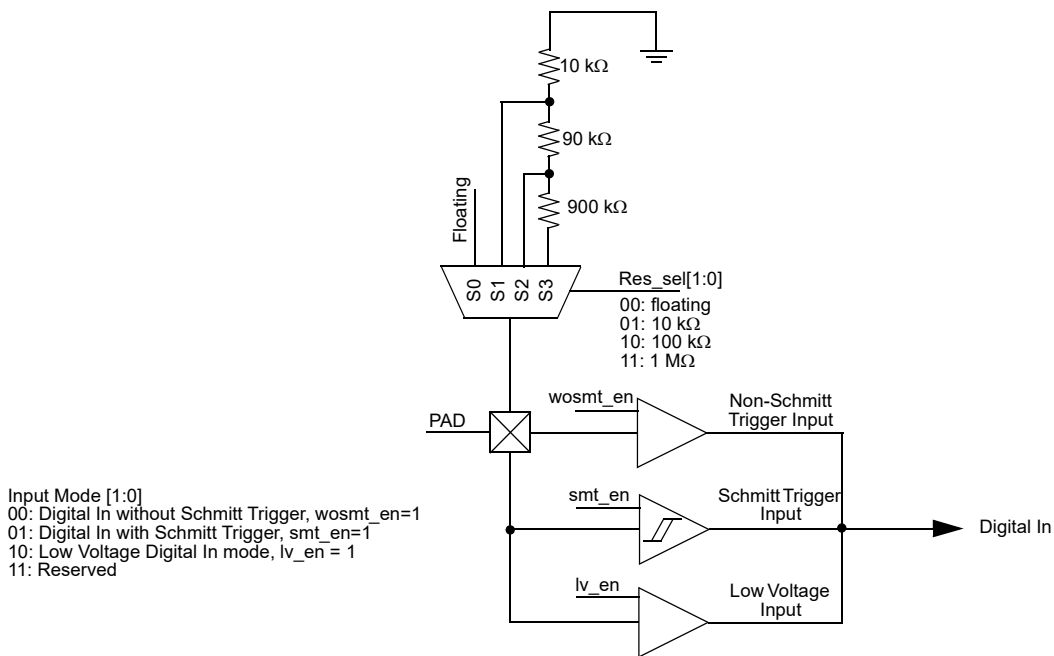 10 kΩ
90 kΩ
900 kΩ
Floating
S0
S1
S2
S3
Res_sel[1:0]
00: floating
01: 10 kΩ
10: 100 kΩ
11: 1 MΩ
wosmt_en
Non-Schmitt
Trigger Input
PAD
Input Mode [1:0]
00: Digital In without Schmitt Trigger, wosmt_en=1
01: Digital In with Schmitt Trigger, smt_en=1
10: Low Voltage Digital In mode, lv_en = 1
11: Reserved
smt_en
Schmitt Trigger
Input
Digital In
lv_en
Low Voltage
Input